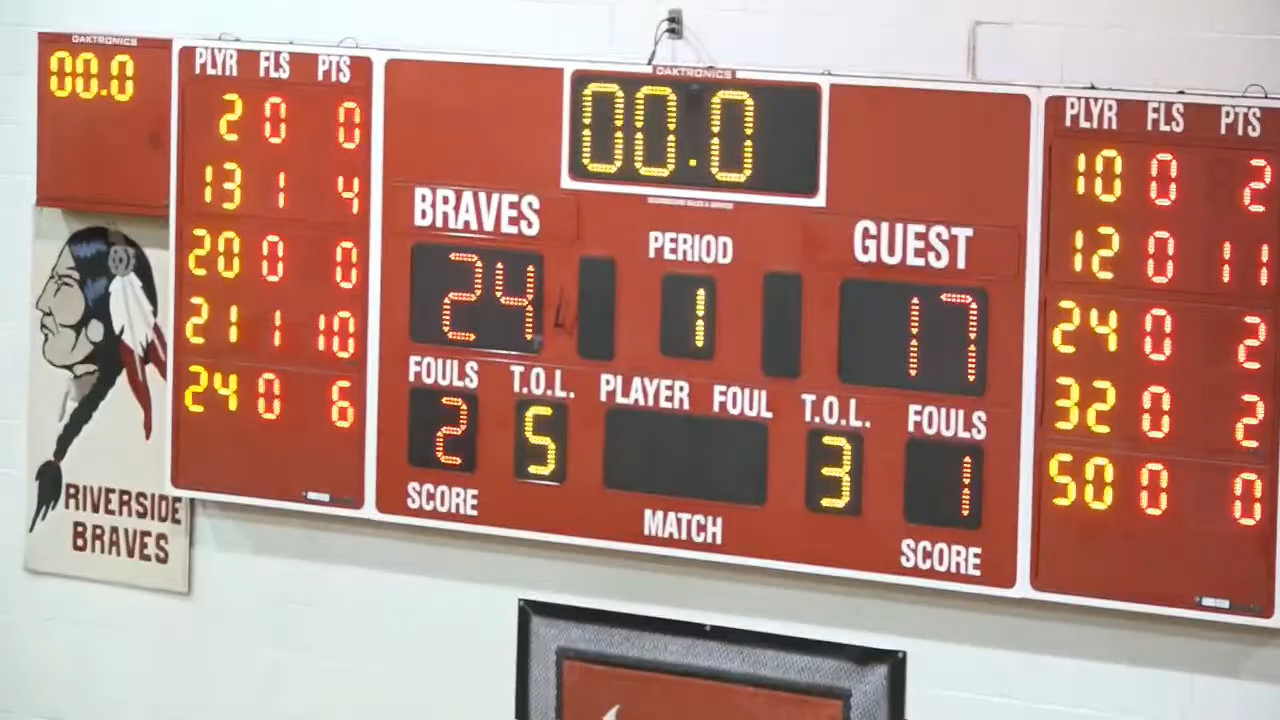 DAKTRONICS
00.0
PLYR FLS PTS
2 0 0
13 1 4
20 0 0
21 1 10
24 0 6
RIVERSIDE
BRAVES
DAKTRONICS
00.0
BRAVES
PERIOD
GUEST
24
1
17
FOULS T.O.L. PLAYER FOUL T.O.L. FOULS
2 5 3 1
SCORE MATCH SCORE
PLYR FLS PTS
10 0 2
12 0 11
24 0 2
32 0 2
50 0 0